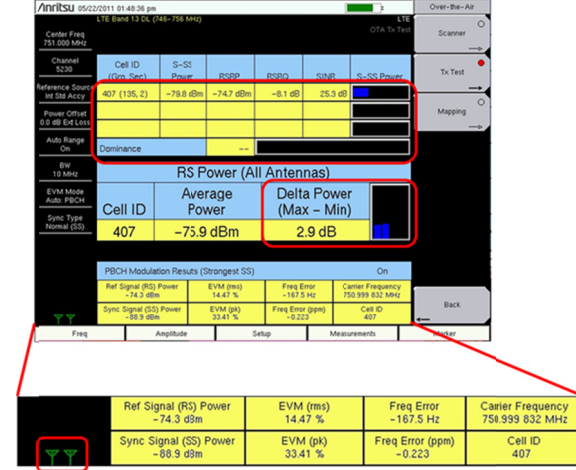 Anritsu 05/22/2011 01:48:36 pm
Over-the-Air
LTE Band 13 DL (746-756 MHz)
LTE
OTA Tx Test
Center Freq
751.000 MHz
Channel
5230
Reference Source
Int Std Accy
Power Offset
0.0 dB Ext Loss
Auto Range
On
BW
10 MHz
EVM Mode
Auto: PBCH
Sync Type
Normal (SS)
Cell ID
(Grp, Sec)
S-SS
Power
RSRP
RSRQ
SINR
S-SS Power
407 (135, 2)
-79.8 dBm
-74.7 dBm
-8.1 dB
25.3 dB
Dominance
--
RS Power (All Antennas)
Cell ID
Average
Power
Delta Power
(Max - Min)
407
-75.9 dBm
2.9 dB
PBCH Modulation Results (Strongest SS)
On
Ref Signal (RS) Power
-74.3 dBm
EVM (rms)
14.47 %
Freq Error
-167.5 Hz
Carrier Frequency
750.999 832 MHz
Sync Signal (SS) Power
-88.9 dBm
EVM (pk)
33.41 %
Freq Error (ppm)
-0.223
Cell ID
407
Scanner
Tx Test
Mapping
Back
Freq
Amplitude
Setup
Measurements
Marker
Ref Signal (RS) Power
-74.3 dBm
EVM (rms)
14.47 %
Freq Error
-167.5 Hz
Carrier Frequency
750.999 832 MHz
Sync Signal (SS) Power
-88.9 dBm
EVM (pk)
33.41 %
Freq Error (ppm)
-0.223
Cell ID
407